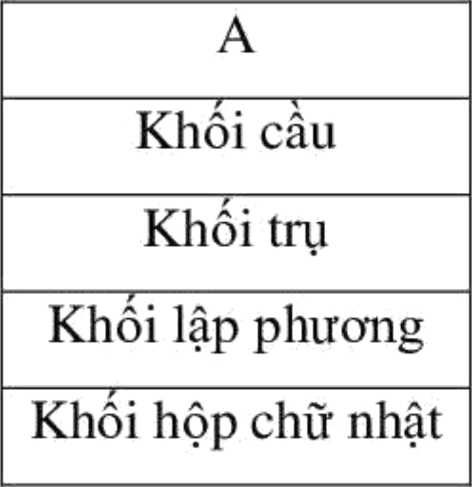 A
Khối cầu
Khối trụ
Khối lập phương
Khối hộp chữ nhật